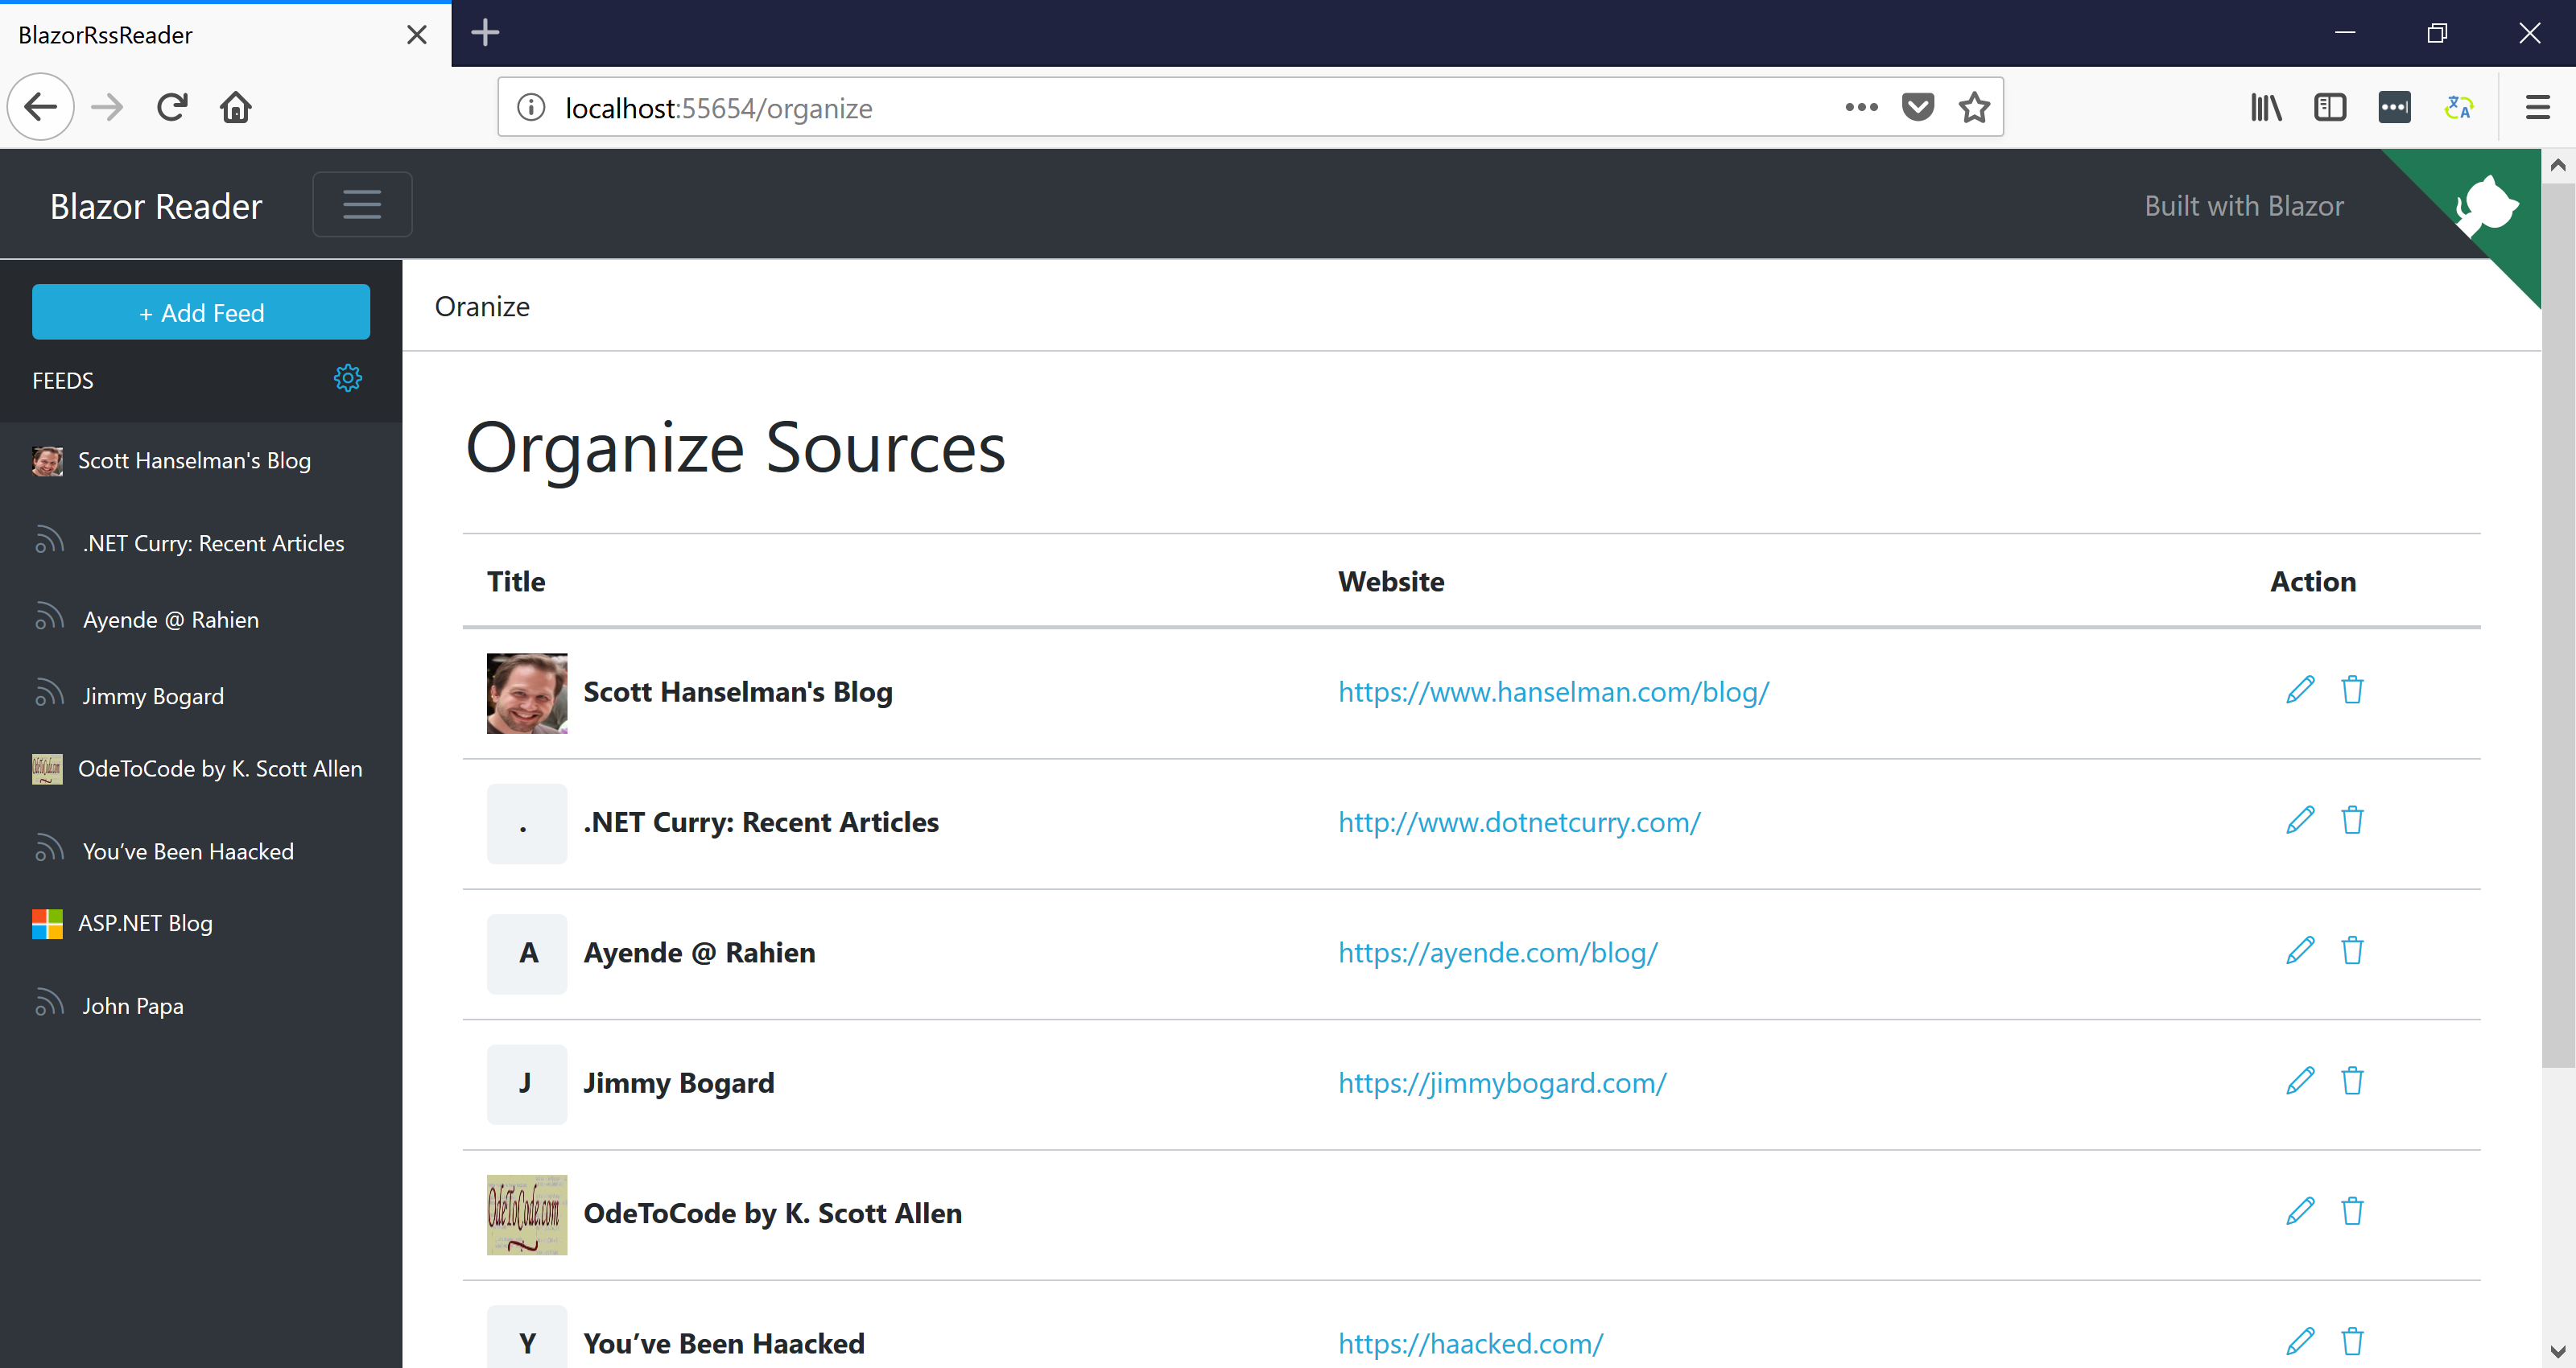 BlazorRssReader
localhost:55654/organize
Blazor Reader
Built with Blazor
+ Add Feed
FEEDS
Scott Hanselman's Blog
.NET Curry: Recent Articles
Ayende @ Rahien
Jimmy Bogard
OdeToCode by K. Scott Allen
You’ve Been Haacked
ASP.NET Blog
John Papa
Oranize
Organize Sources
Title Website Action
Scott Hanselman's Blog https://www.hanselman.com/blog/
. .NET Curry: Recent Articles http://www.dotnetcurry.com/
A Ayende @ Rahien https://ayende.com/blog/
J Jimmy Bogard https://jimmybogard.com/
OdeToCode.com OdeToCode by K. Scott Allen
Y You’ve Been Haacked https://haacked.com/